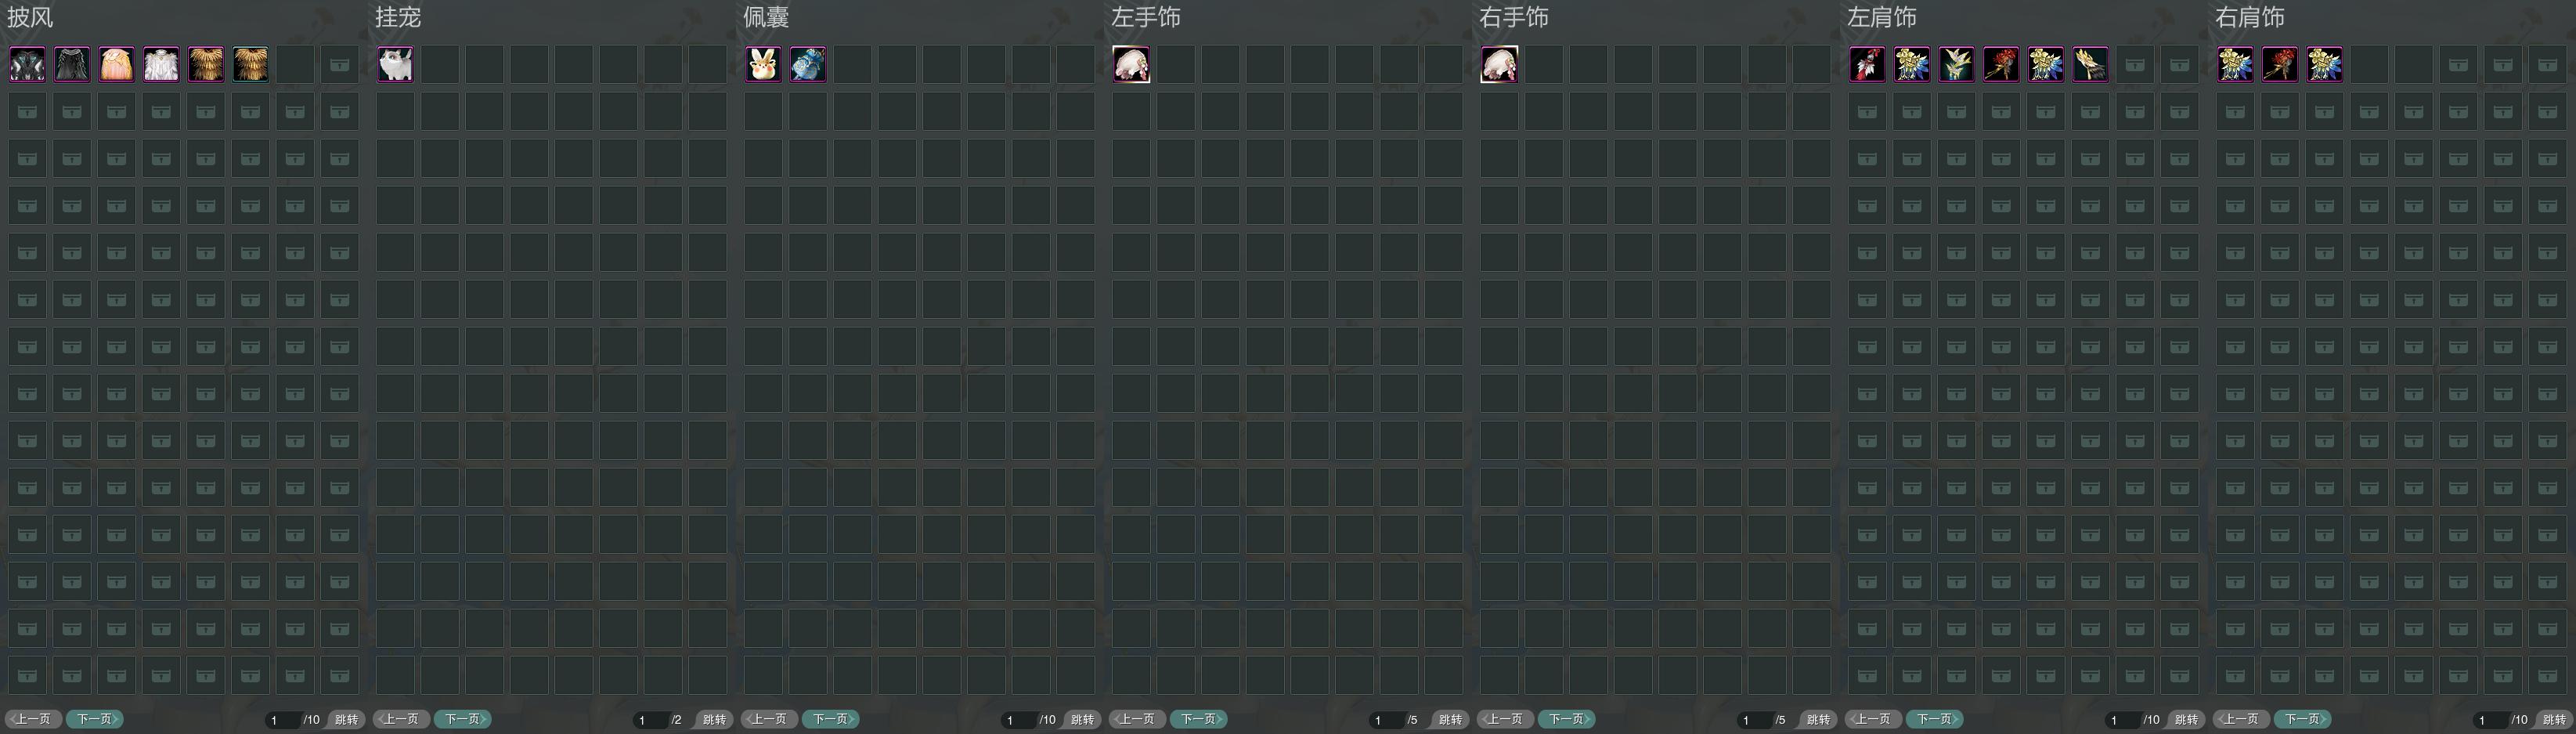 披风
挂宠
佩囊
左手饰
右手饰
左肩饰
右肩饰
上一页 下一页 1 /10 跳转
上一页 下一页 1 /2 跳转
上一页 下一页 1 /10 跳转
上一页 下一页 1 /5 跳转
上一页 下一页 1 /5 跳转
上一页 下一页 1 /10 跳转
上一页 下一页 1 /10 跳转